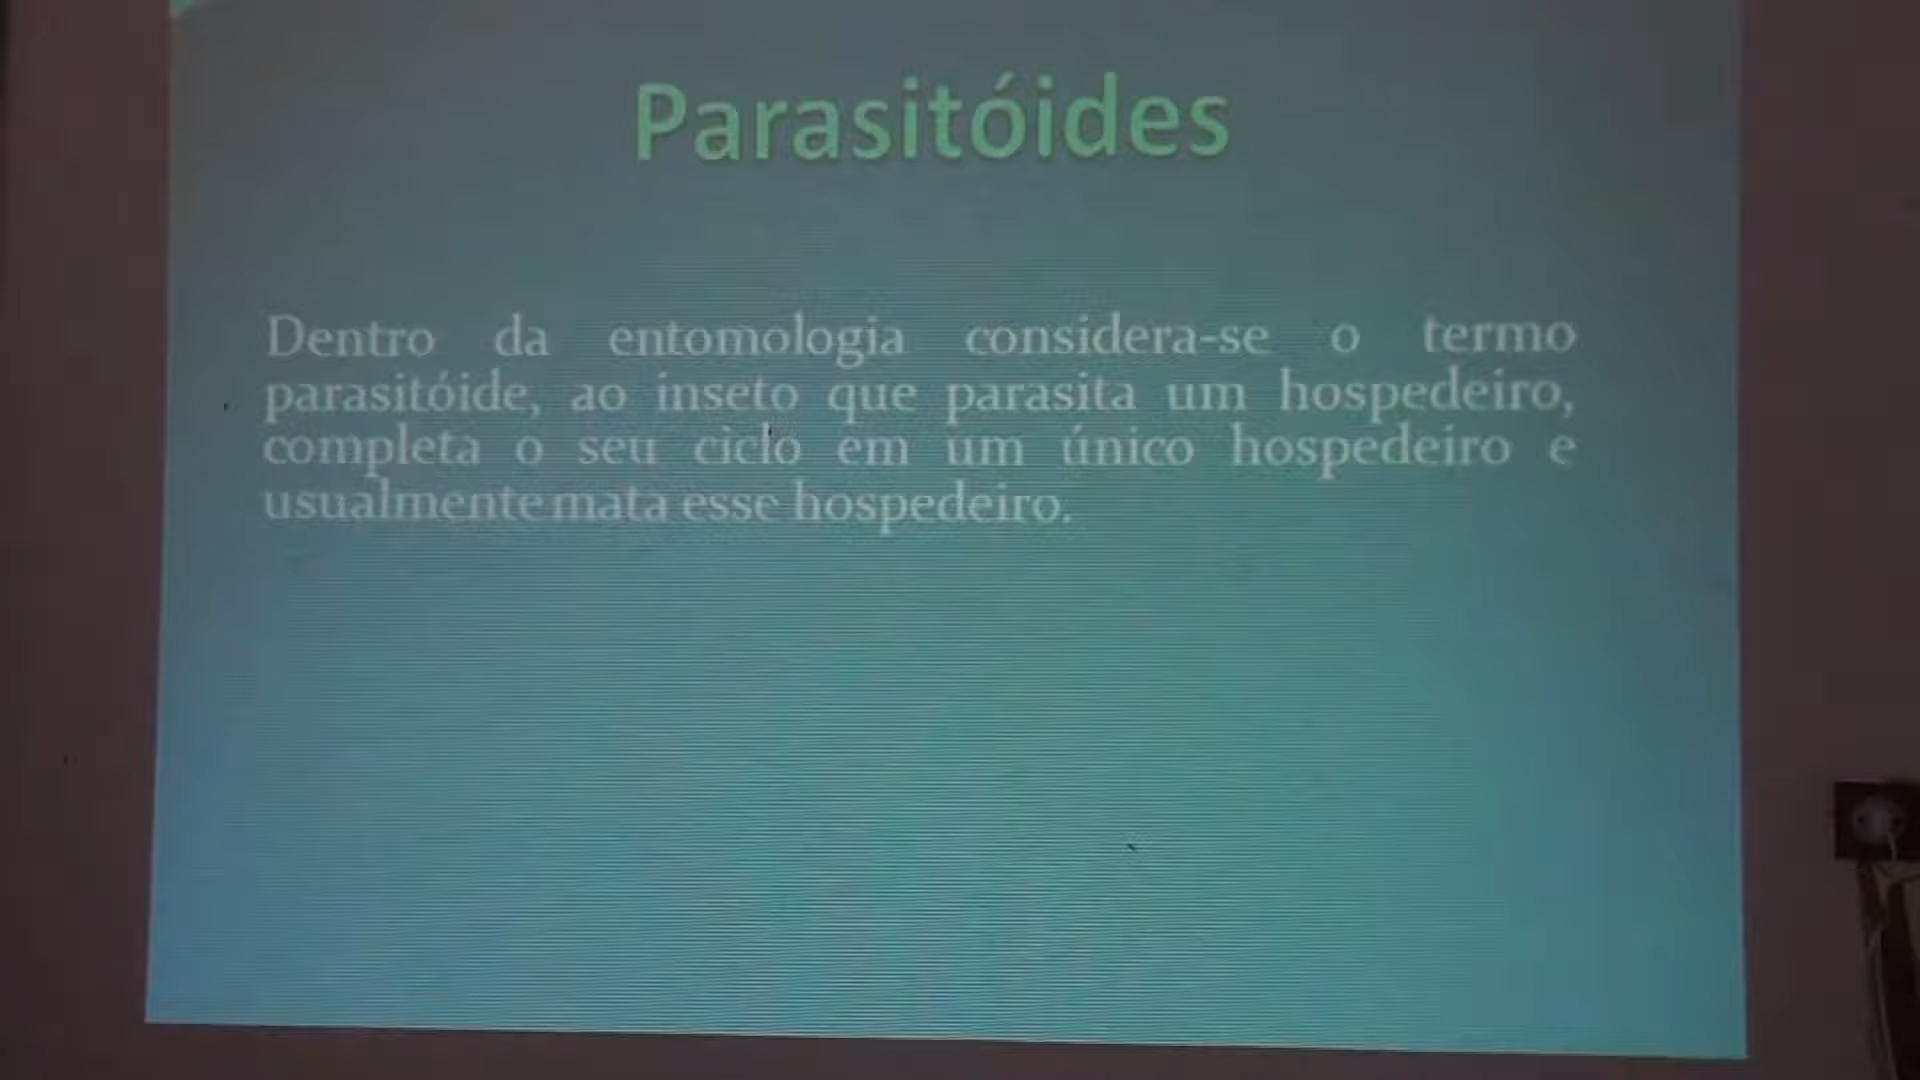 Parasitóides
Dentro da entomologia considera-se o termo
parasitóide, ao inseto que parasita um hospedeiro,
completa o seu ciclo em um único hospedeiro e
usualmente mata esse hospedeiro.